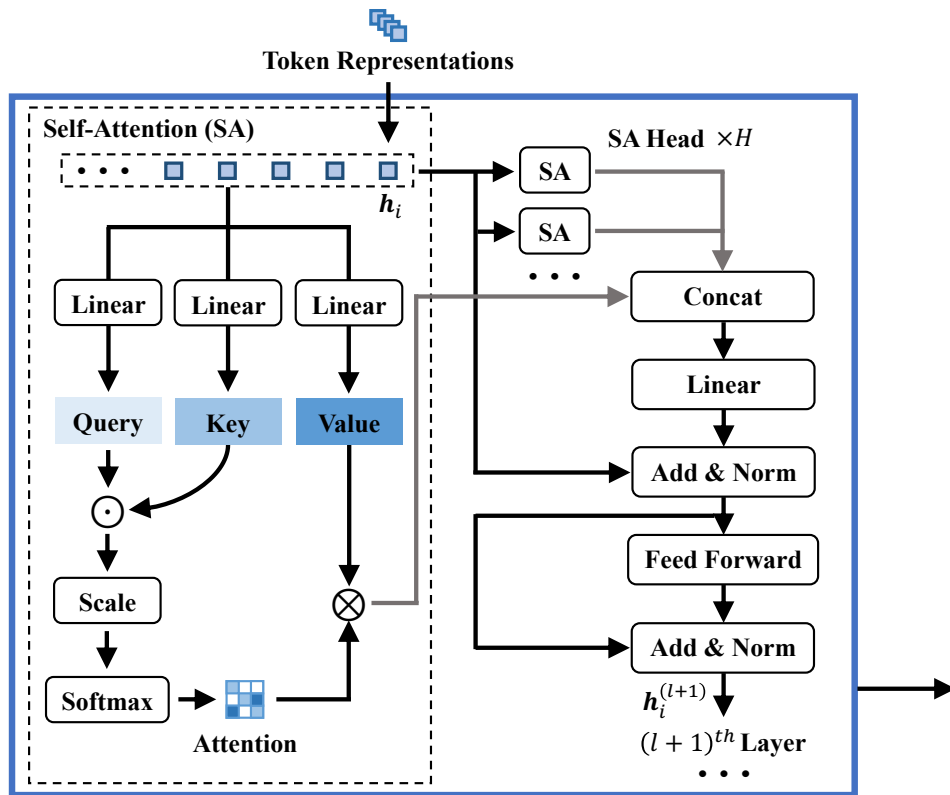 Token Representations
Self-Attention (SA)
• • •
h_i
Linear
Linear
Linear
Query
Key
Value
Scale
Softmax
Attention
SA Head ×H
SA
SA
• • •
Concat
Linear
Add & Norm
Feed Forward
Add & Norm
h_i^{(l+1)}
(l + 1)^{th} Layer
• • •